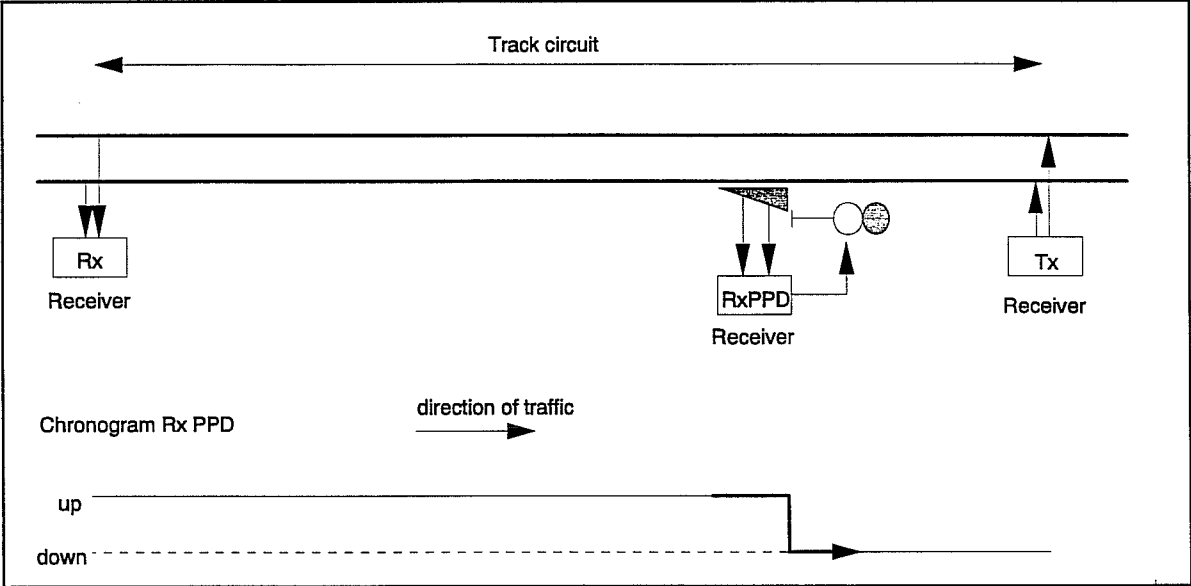 Track circuit
Rx
Receiver
RxPPD
Receiver
Tx
Receiver
Chronogram Rx PPD
direction of traffic
up
down